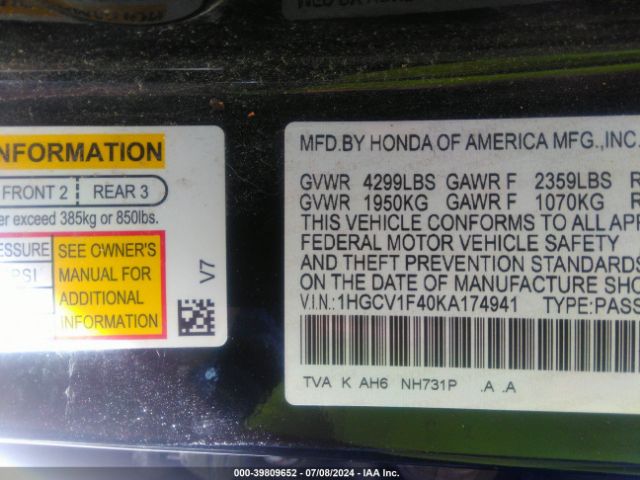 NFORMATION
FRONT 2 REAR 3
er exceed 385kg or 850lbs.
ESSURE
PSI
SEE OWNER'S
MANUAL FOR
ADDITIONAL
INFORMATION
V7
MFD.BY HONDA OF AMERICA MFG.,INC.
GVWR 4299LBS GAWR F 2359LBS R
GVWR 1950KG GAWR F 1070KG R
THIS VEHICLE CONFORMS TO ALL APP
FEDERAL MOTOR VEHICLE SAFETY
AND THEFT PREVENTION STANDARDS
ON THE DATE OF MANUFACTURE SHO
V.I.N.:1HGCV1F40KA174941 TYPE:PASS
TVA K AH6 NH731P .A .A
000-39809652 - 07/08/2024 - IAA Inc.